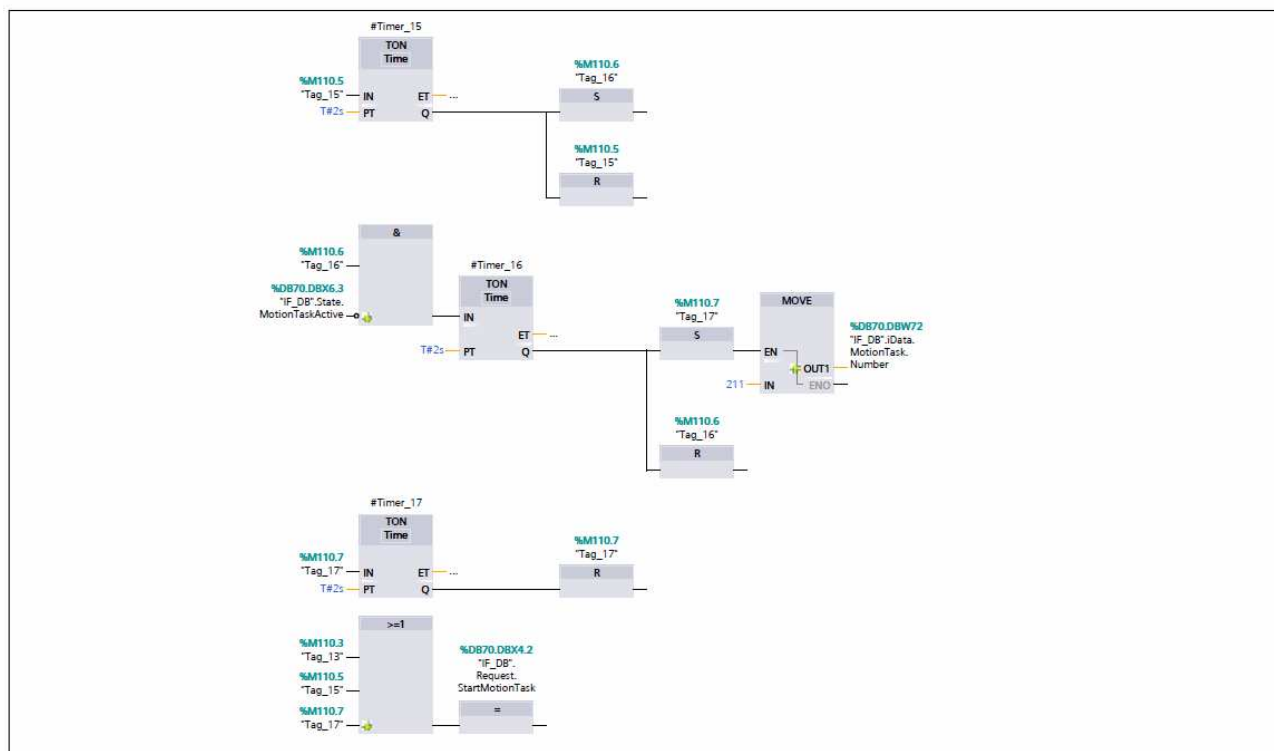 #Timer_15
TON
Time
%M110.5
"Tag_15"
IN
ET
...
T#2s
PT
Q
%M110.6
"Tag_16"
S
%M110.5
"Tag_15"
R
&
%M110.6
"Tag_16"
%DB70.DBX6.3
"IF_DB".State.
MotionTaskActive
#Timer_16
TON
Time
IN
ET
...
T#2s
PT
Q
%M110.7
"Tag_17"
S
MOVE
EN
OUT1
211
IN
ENO
%DB70.DBW72
"IF_DB".iData.
MotionTask.
Number
%M110.6
"Tag_16"
R
#Timer_17
TON
Time
%M110.7
"Tag_17"
IN
ET
...
T#2s
PT
Q
%M110.7
"Tag_17"
R
>=1
%M110.3
"Tag_13"
%M110.5
"Tag_15"
%M110.7
"Tag_17"
%DB70.DBX4.2
"IF_DB".
Request.
StartMotionTask
=